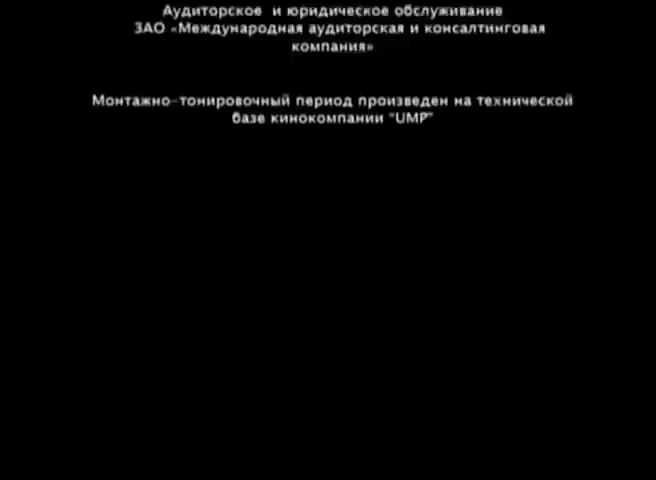 Аудиторское и юридическое обслуживание
ЗАО «Международная аудиторская и консалтинговая
компания»
Монтажно-тонировочный период произведен на технической
базе кинокомпании "UMP"